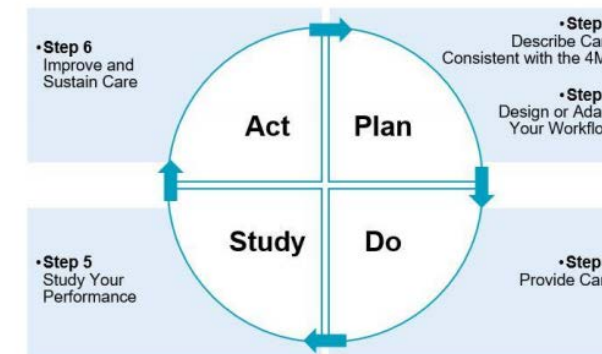 •Step 6
Improve and
Sustain Care
Act
Plan
•Step
Describe
Consistent with the
•Step
Design or
Your
Study
Do
•Step 5
Study Your
Performance
•Step
Provide